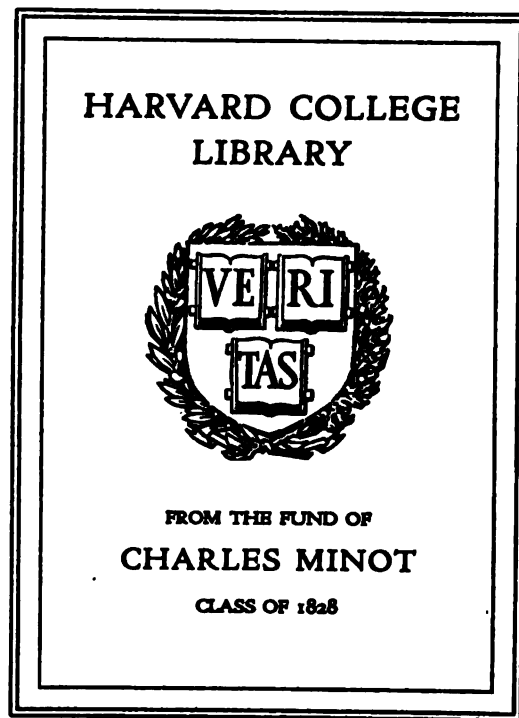 HARVARD COLLEGE
LIBRARY
VE RI
TAS
FROM THE FUND OF
CHARLES MINOT
CLASS OF 1828